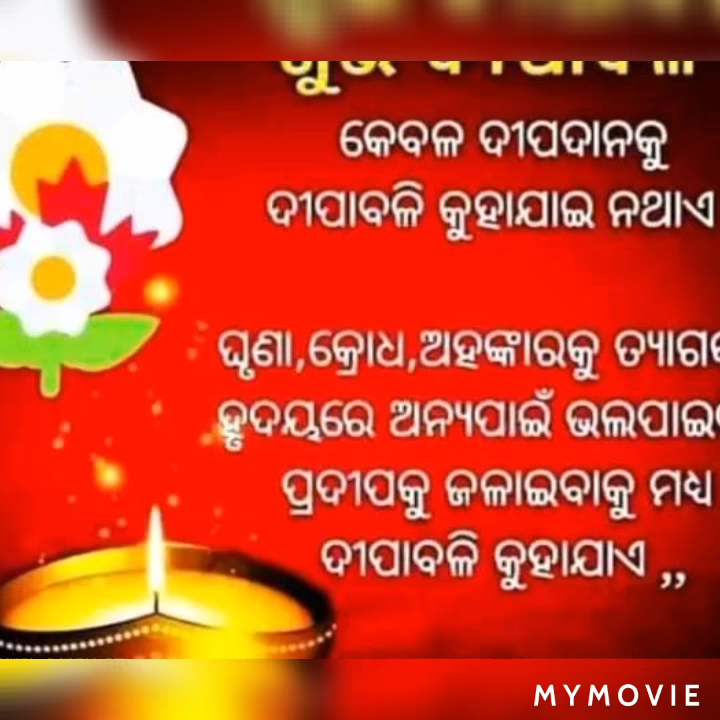 କେବଳ ଦୀପଦାନକୁ
ଦୀପାବଳି କୁହାଯାଇ ନଥାଏ
ଘୃଣା,କ୍ରୋଧ,ଅହଙ୍କାରକୁ
ହୃଦୟରେ ଅନ୍ୟପାଇଁ
ପ୍ରଦୀପକୁ ଜଳାଇବାକୁ ମଧ୍ୟ
ଦୀପାବଳି କୁହାଯାଏ ,,
MYMOVIE